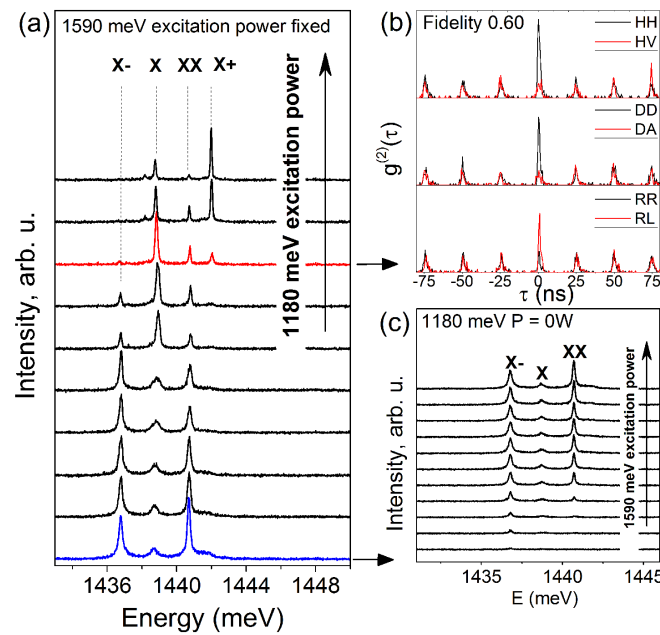 (a)
1590 meV excitation power fixed
X- X XX X+
1180 meV excitation power
Intensity, arb. u.
1436 1440 1444 1448
Energy (meV)
(b)
Fidelity 0.60
HH
HV
DD
DA
RR
RL
g(2)(τ)
-75 -50 -25 0 25 50 75
τ (ns)
(c)
1180 meV P = 0W
X- X XX
1590 meV excitation power
Intensity, arb. u.
1435 1440 1445
E (meV)